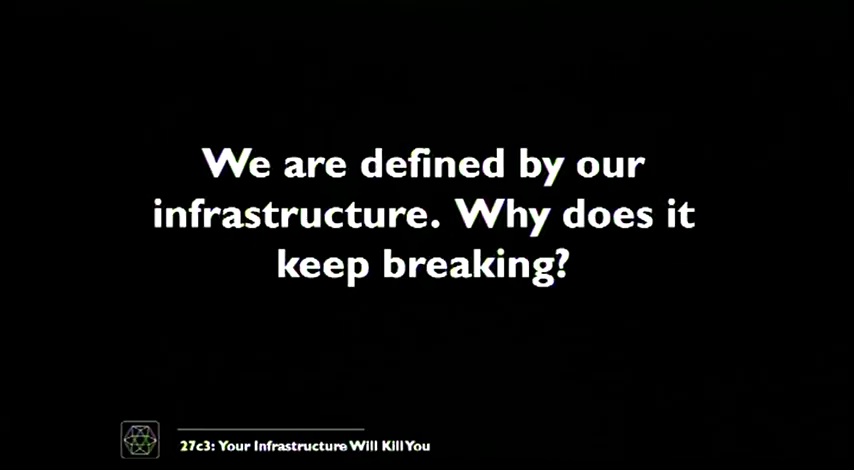 We are defined by our
infrastructure. Why does it
keep breaking?
27c3: Your Infrastructure Will Kill You